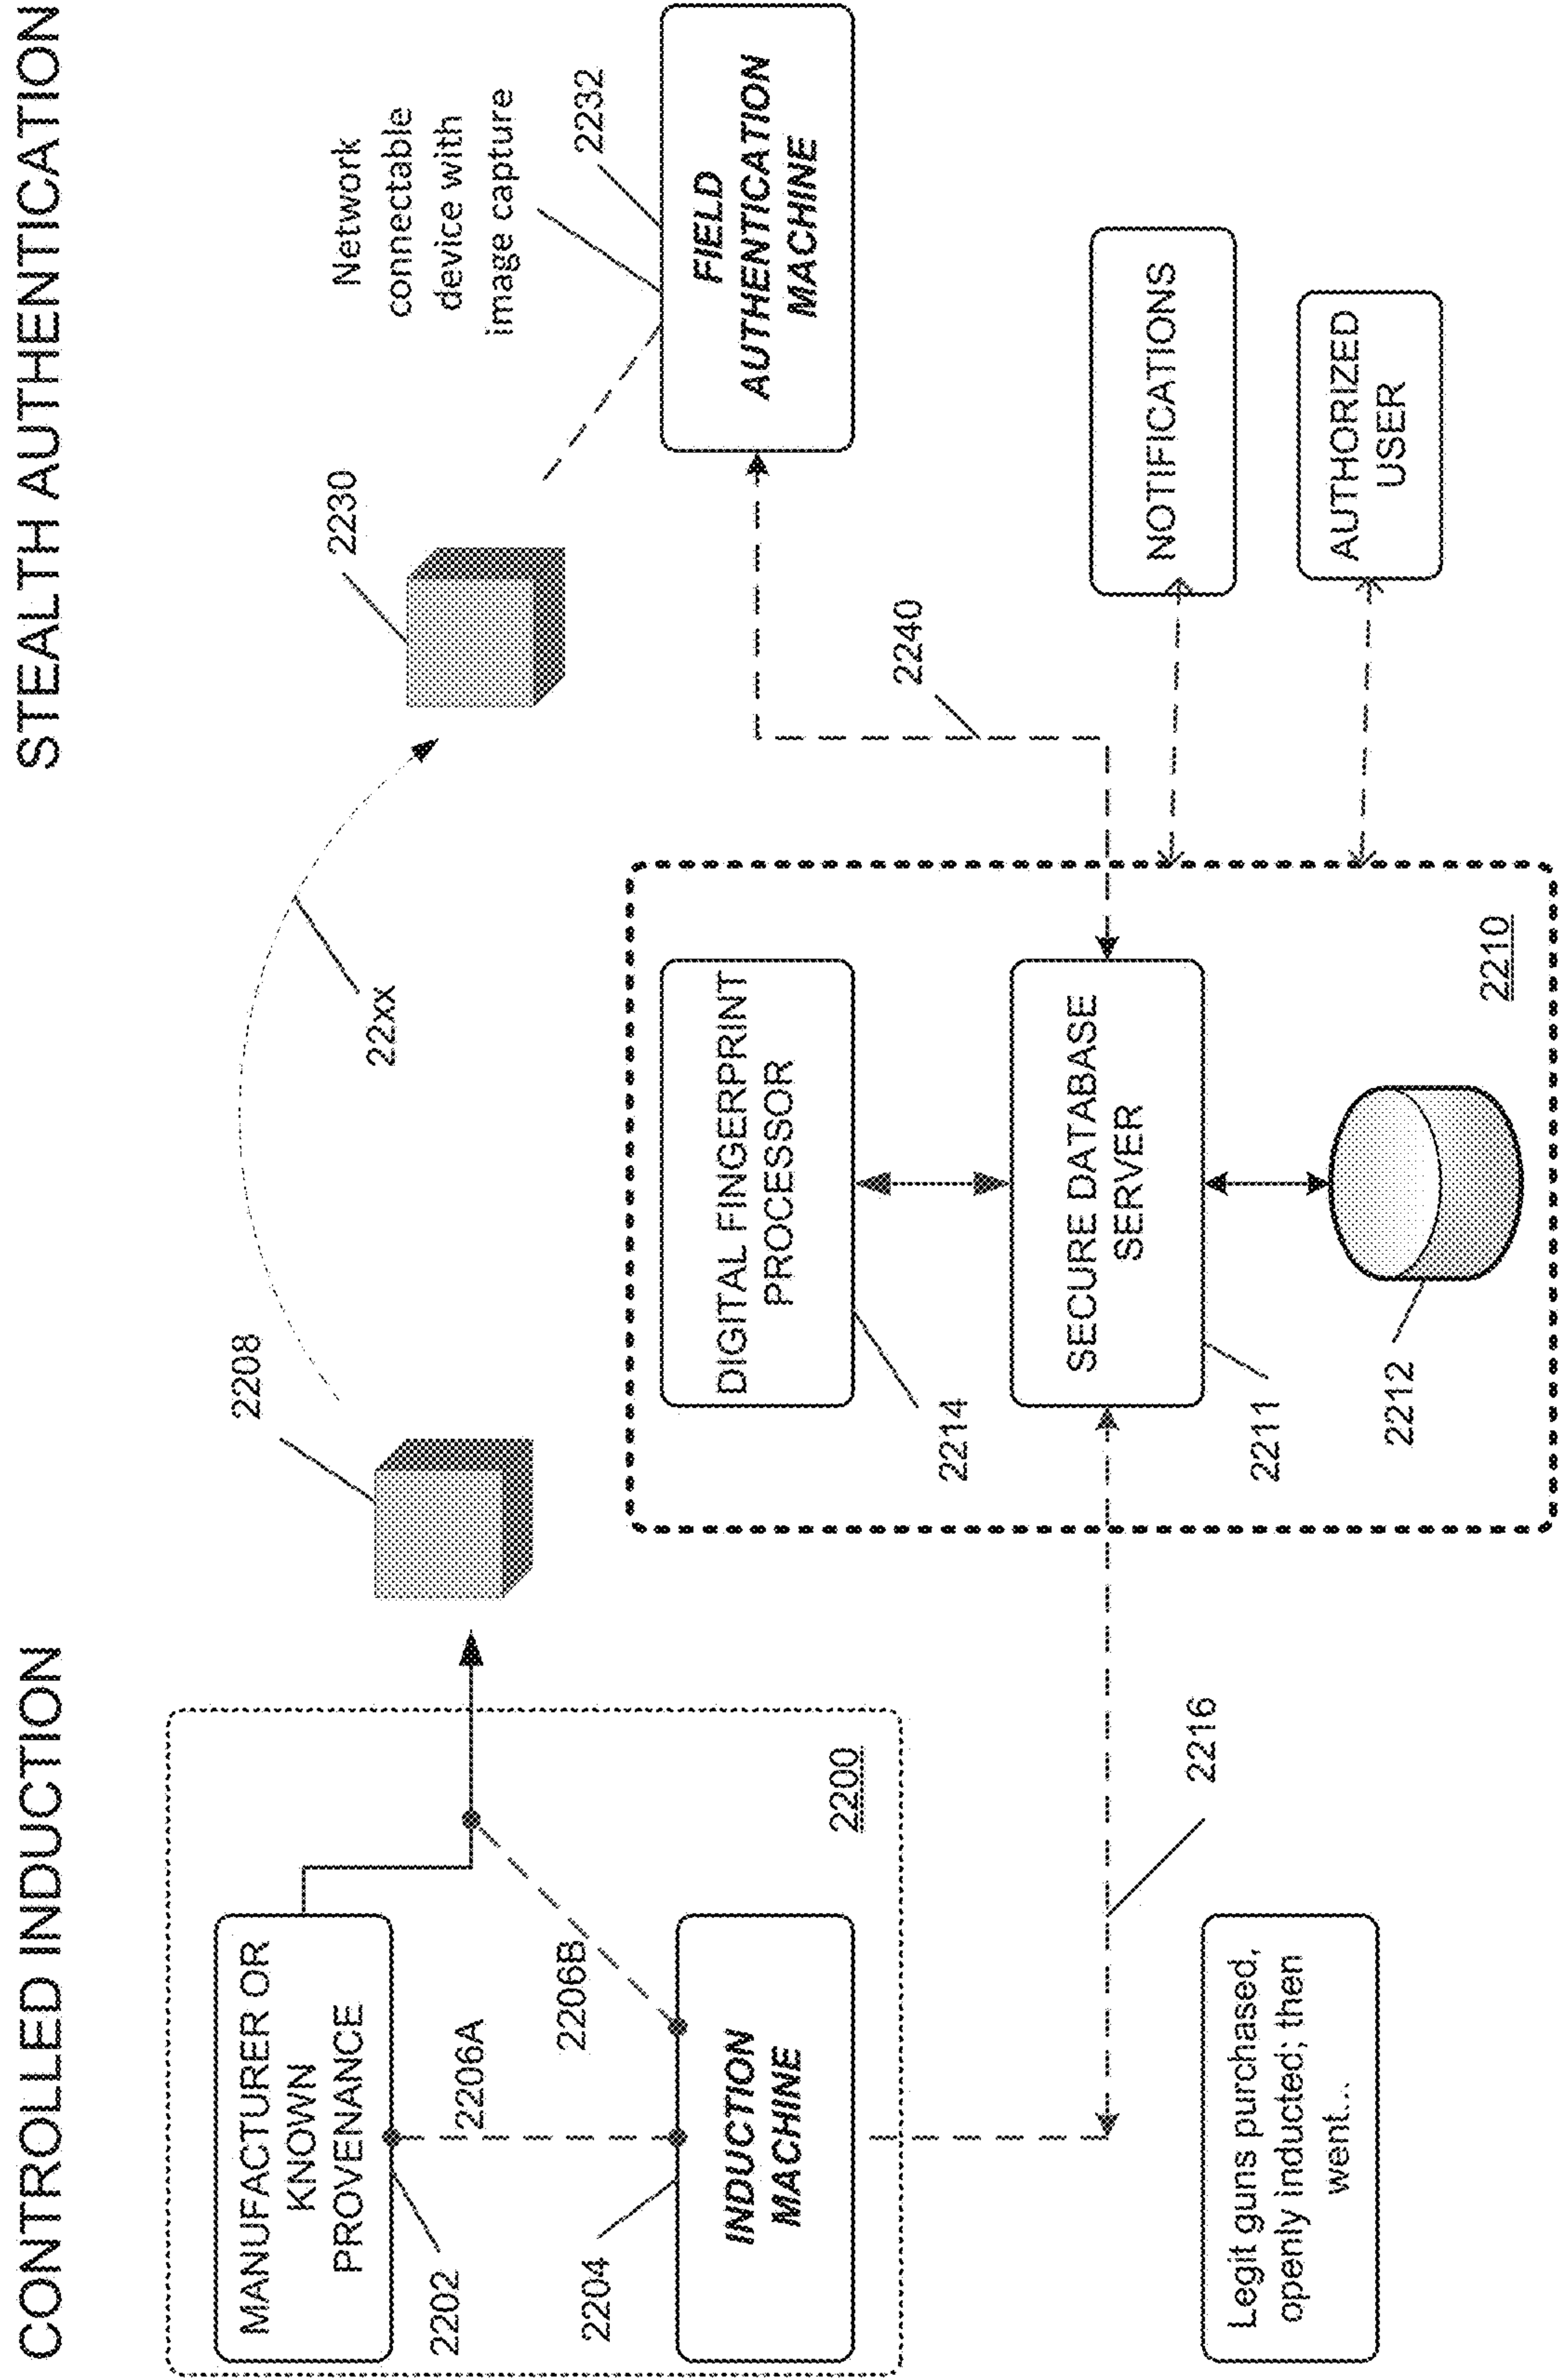 CONTROLLED INDUCTION
STEALTH AUTHENTICATION
MANUFACTURER OR
KNOWN
PROVENANCE
2202
2206A
2206B
2204
INDUCTION
MACHINE
2200
2208
22xx
2230
Network
connectable
device with
image capture
2232
FIELD
AUTHENTICATION
MACHINE
2240
DIGITAL FINGERPRINT
PROCESSOR
2214
SECURE DATABASE
SERVER
2211
2212
2210
NOTIFICATIONS
AUTHORIZED
USER
2216
Legit guns purchased,
openly inducted; then
went...